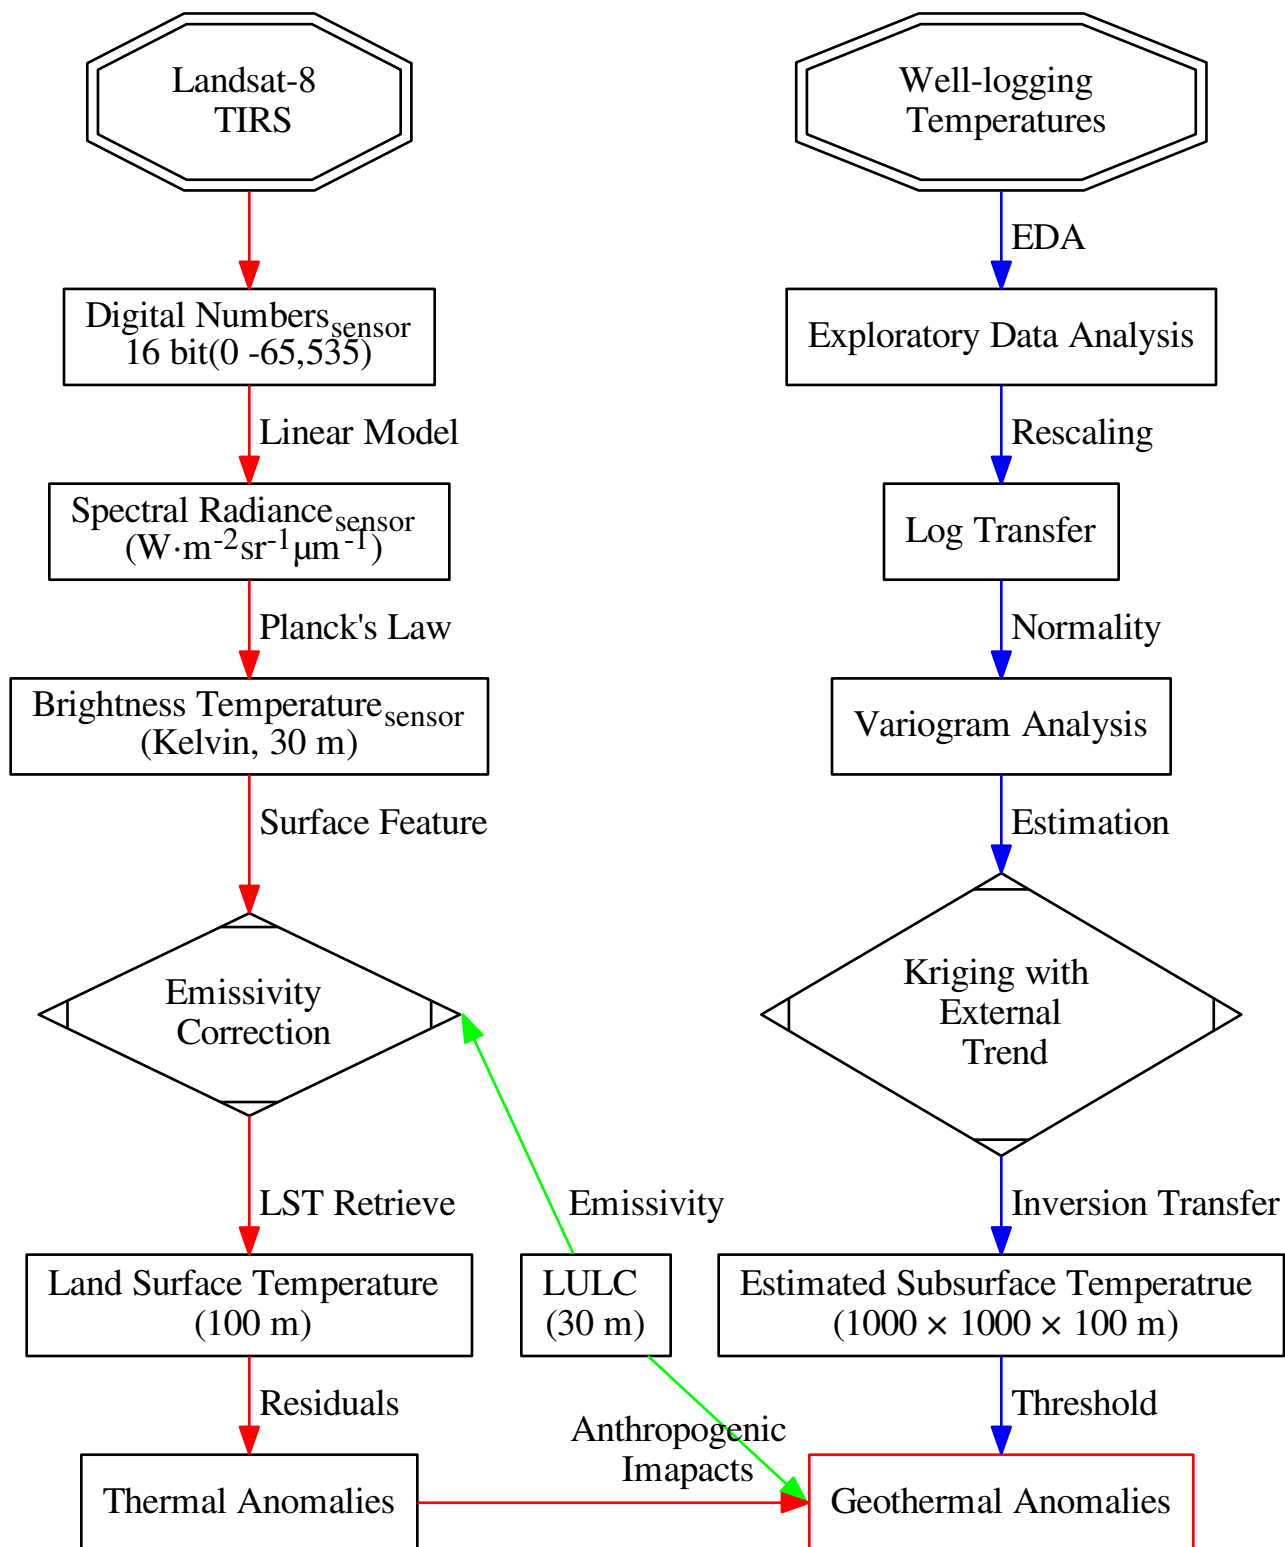 Landsat-8
TIRS
Well-logging
Temperatures
EDA
Digital Numbers_sensor
16 bit(0 -65,535)
Exploratory Data Analysis
Linear Model
Rescaling
Spectral Radiance_sensor
(W·m⁻²sr⁻¹μm⁻¹)
Log Transfer
Planck's Law
Normality
Brightness Temperature_sensor
(Kelvin, 30 m)
Variogram Analysis
Surface Feature
Estimation
Emissivity
Correction
Kriging with
External
Trend
LST Retrieve
Emissivity
Inversion Transfer
Land Surface Temperature
(100 m)
LULC
(30 m)
Estimated Subsurface Temperatrue
(1000 × 1000 × 100 m)
Residuals
Anthropogenic
Imapacts
Threshold
Thermal Anomalies
Geothermal Anomalies